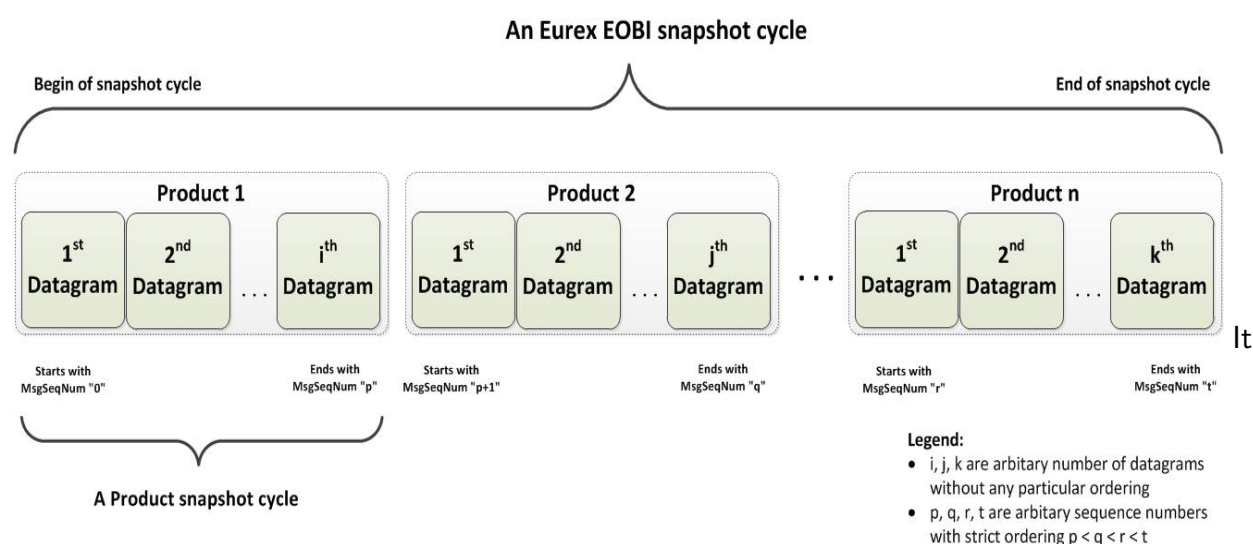 An Eurex EOBI snapshot cycle
Begin of snapshot cycle
End of snapshot cycle
Product 1
1st Datagram
2nd Datagram
. . .
ith Datagram
Product 2
1st Datagram
2nd Datagram
. . .
jth Datagram
. . .
Product n
1st Datagram
2nd Datagram
. . .
kth Datagram
It
Starts with
MsgSeqNum "0"
Ends with
MsgSeqNum "p"
Starts with
MsgSeqNum "p+1"
Ends with
MsgSeqNum "q"
Starts with
MsgSeqNum "r"
Ends with
MsgSeqNum "t"
A Product snapshot cycle
Legend:
• i, j, k are arbitary number of datagrams
without any particular ordering
• p, q, r, t are arbitary sequence numbers
with strict ordering p < q < r < t